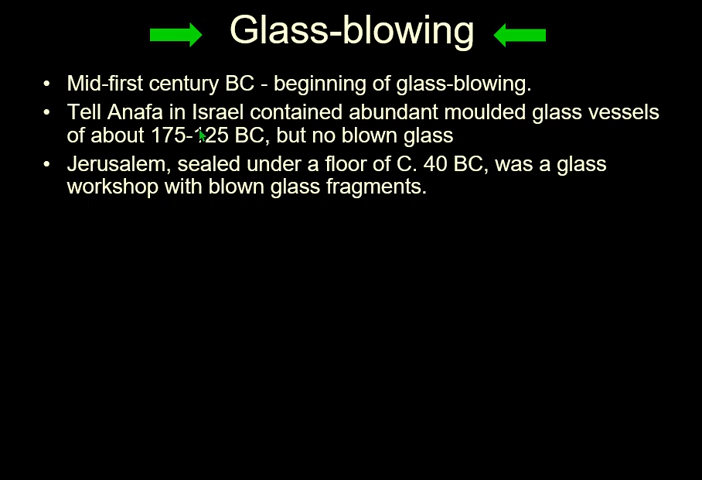 Glass-blowing
• Mid-first century BC - beginning of glass-blowing.
• Tell Anafa in Israel contained abundant moulded glass vessels
of about 175-125 BC, but no blown glass
• Jerusalem, sealed under a floor of C. 40 BC, was a glass
workshop with blown glass fragments.